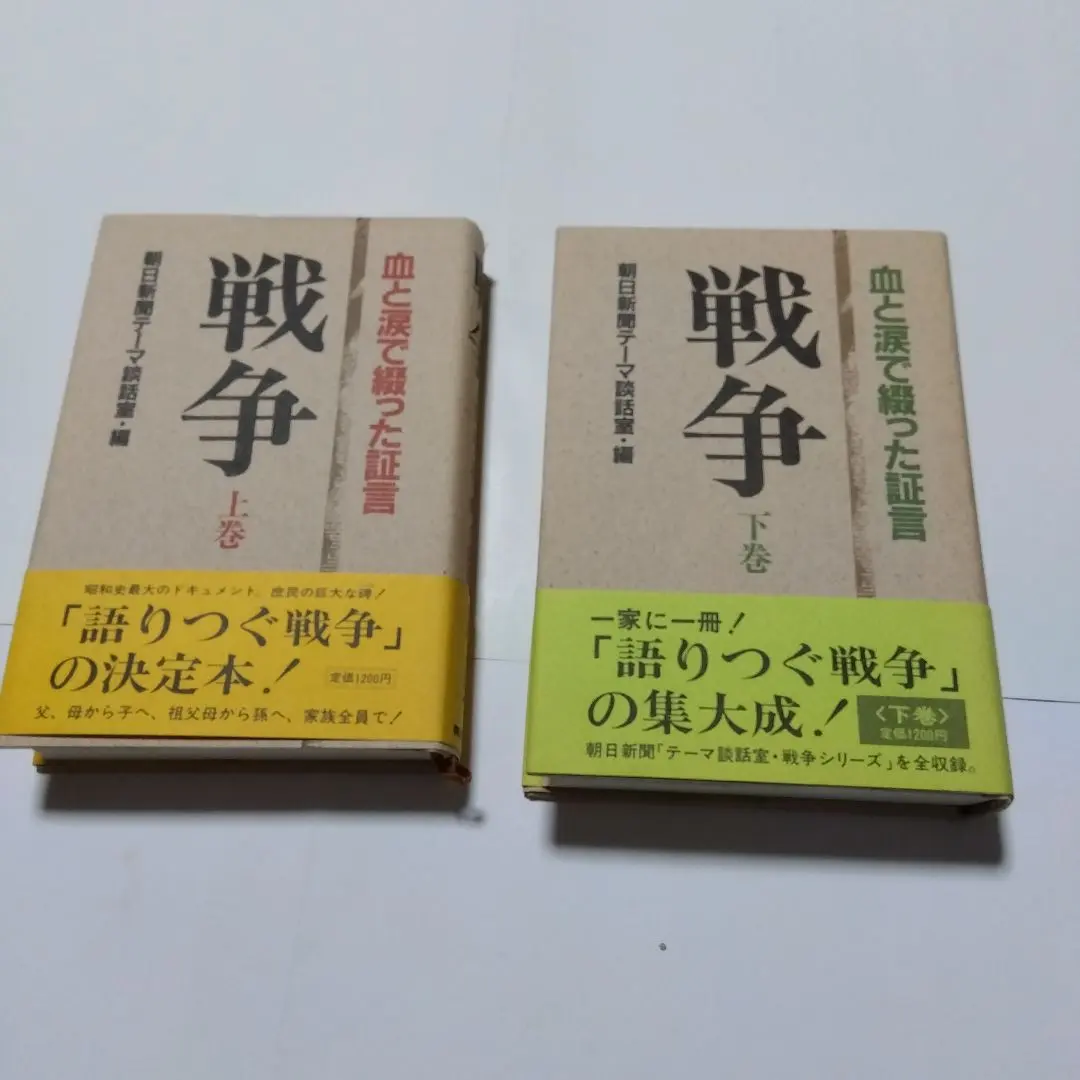 血と涙で綴った証言
戦争
上巻
朝日新聞テーマ談話室・編
昭和史最大のドキュメント。庶民の巨大な碑!
「語りつぐ戦争」
の決定本!
定価1200円
父、母から子へ、祖父母から孫へ、家族全員で!
血と涙で綴った証言
戦争
下巻
朝日新聞テーマ談話室・編
一家に一冊!
「語りつぐ戦争」
の集大成!
〈下巻〉
定価1200円
朝日新聞「テーマ談話室・戦争シリーズ」を全収録。